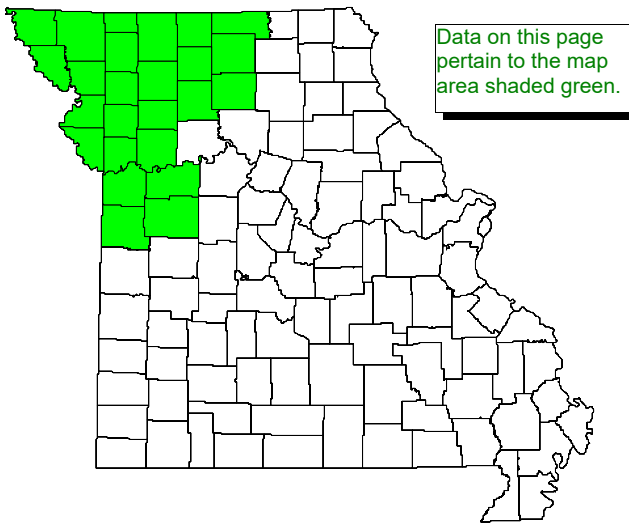 Data on this page
pertain to the map
area shaded green.